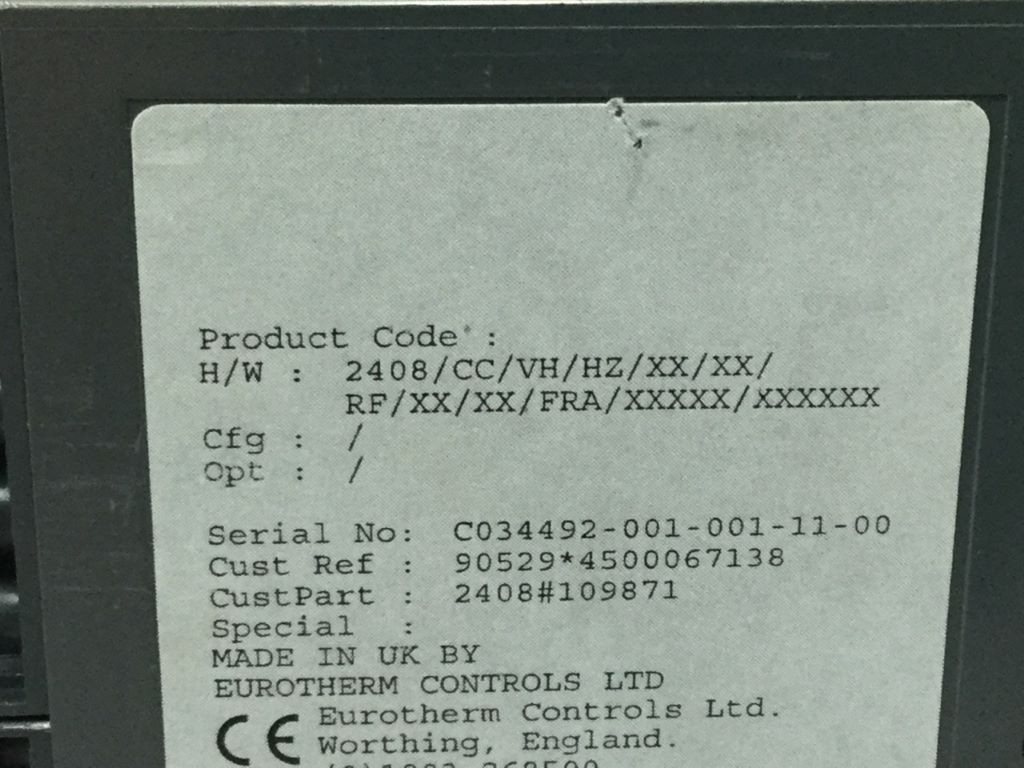 Product Code :
H/W : 2408/CC/VH/HZ/XX/XX/
RF/XX/XX/FRA/XXXXX/XXXXXX
Cfg : /
Opt : /
Serial No: C034492-001-001-11-00
Cust Ref : 90529*4500067138
CustPart : 2408#109871
Special :
MADE IN UK BY
EUROTHERM CONTROLS LTD
CE Eurotherm Controls Ltd.
Worthing, England.